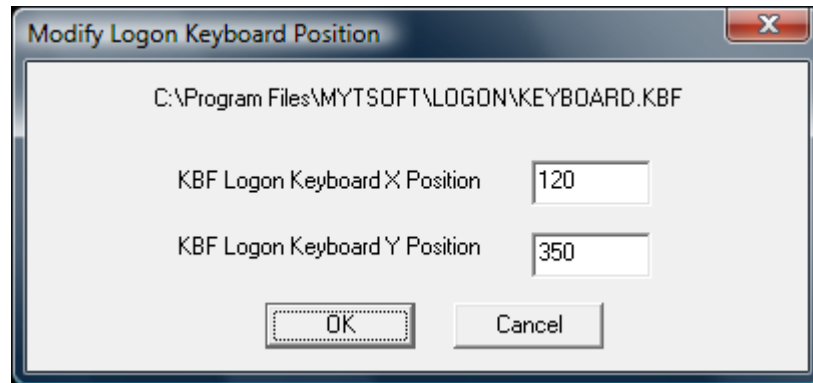 Modify Logon Keyboard Position
C:\Program Files\MYTSOFT\LOGON\KEYBOARD.KBF
KBF Logon Keyboard X Position 120
KBF Logon Keyboard Y Position 350
OK Cancel